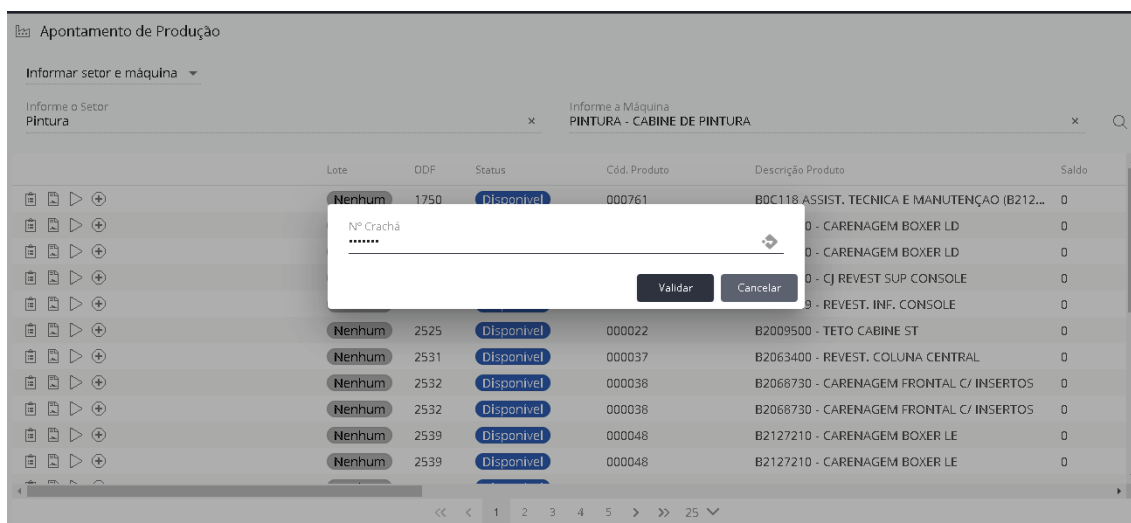 Apontamento de Produção
Informar setor e máquina
Informe o Setor
Pintura
Informe a Máquina
PINTURA - CABINE DE PINTURA
Lote ODF Status Cód. Produto Descrição Produto Saldo
Nenhum 1750 Disponível 000761 B0C118 ASSIST. TECNICA E MANUTENÇAO (B212... 0
Nº Crachá
•••••••
Validar
Cancelar
0 - CARENAGEM BOXER LD 0
0 - CARENAGEM BOXER LD 0
0 - CJ REVEST SUP CONSOLE 0
9 - REVEST. INF. CONSOLE 0
Nenhum 2525 Disponível 000022 B2009500 - TETO CABINE ST 0
Nenhum 2531 Disponível 000037 B2063400 - REVEST. COLUNA CENTRAL 0
Nenhum 2532 Disponível 000038 B2068730 - CARENAGEM FRONTAL C/ INSERTOS 0
Nenhum 2532 Disponível 000038 B2068730 - CARENAGEM FRONTAL C/ INSERTOS 0
Nenhum 2539 Disponível 000048 B2127210 - CARENAGEM BOXER LE 0
Nenhum 2539 Disponível 000048 B2127210 - CARENAGEM BOXER LE 0
1 2 3 4 5 25